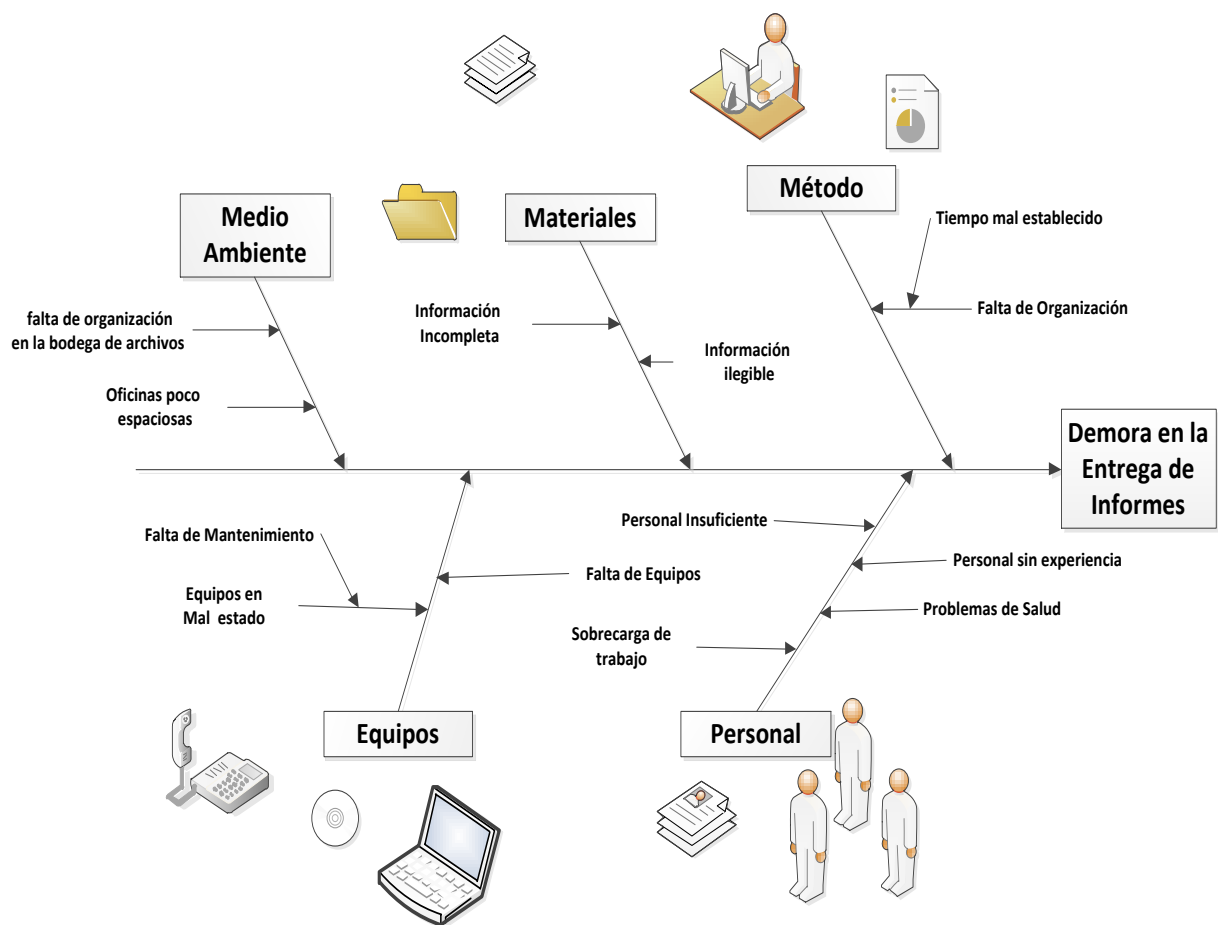 Método
Medio
Ambiente
Materiales
Tiempo mal establecido
falta de organización
en la bodega de archivos
Información
Incompleta
Falta de Organización
Información
ilegible
Oficinas poco
espaciosas
Demora en la
Entrega de
Informes
Personal Insuficiente
Falta de Mantenimiento
Personal sin experiencia
Falta de Equipos
Equipos en
Mal estado
Problemas de Salud
Sobrecarga de
trabajo
Equipos
Personal